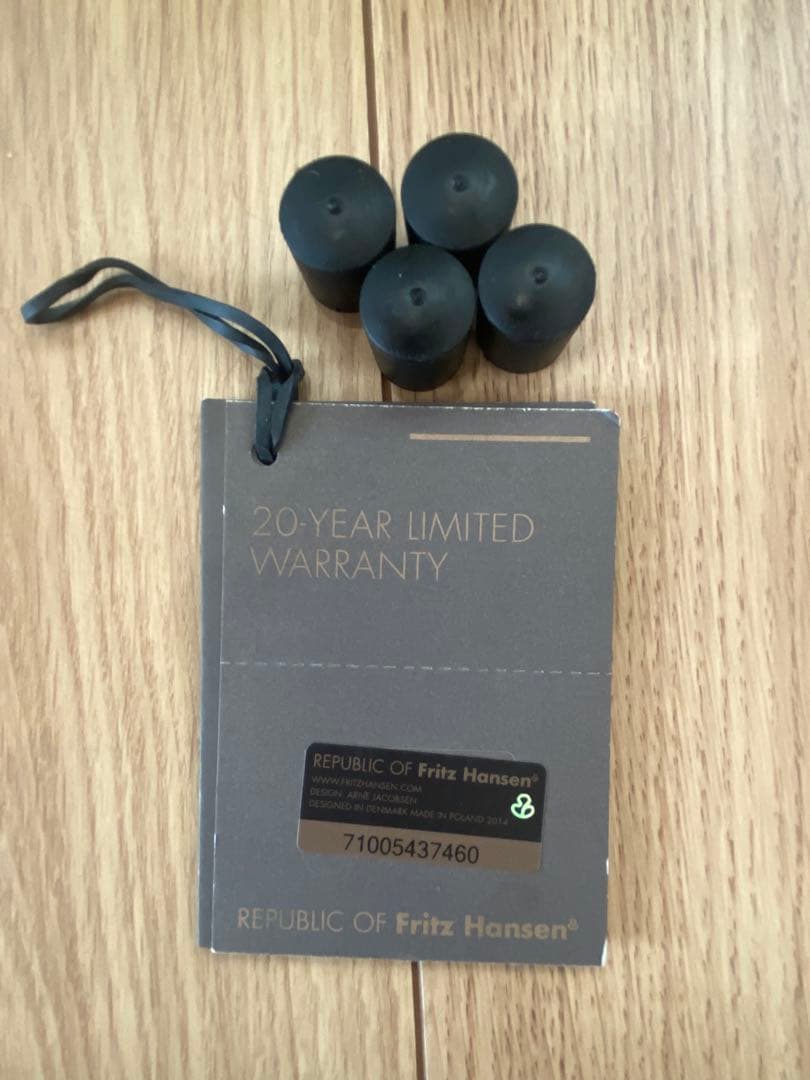 20-YEAR LIMITED
WARRANTY
REPUBLIC OF Fritz Hansen®
WWW.FRITZHANSEN.COM
DESIGN: ARNE JACOBSEN
DESIGNED IN DENMARK MADE IN POLAND 2014
71005437460
REPUBLIC OF Fritz Hansen®